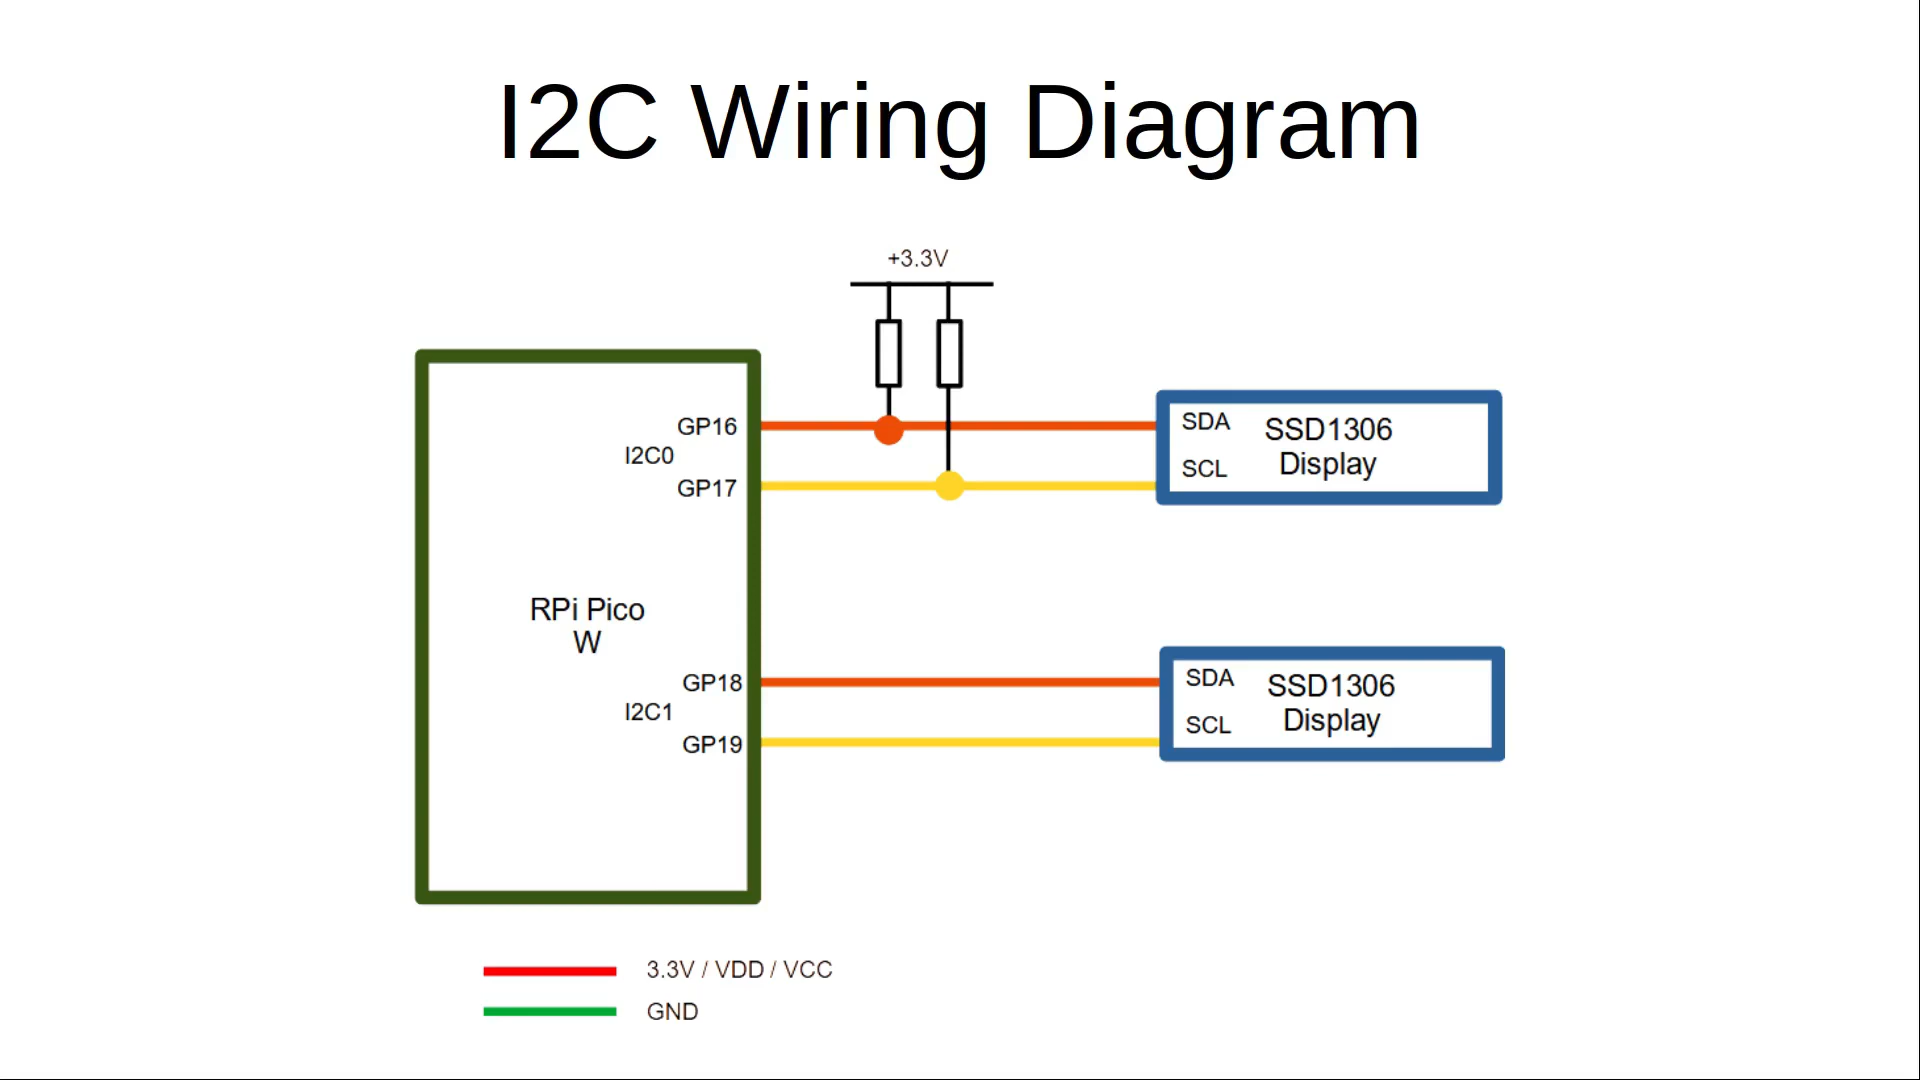 I2C Wiring Diagram
+3.3V
GP16
I2C0
GP17
SDA
SCL
SSD1306
Display
RPi Pico
W
GP18
I2C1
GP19
SDA
SCL
SSD1306
Display
3.3V / VDD / VCC
GND